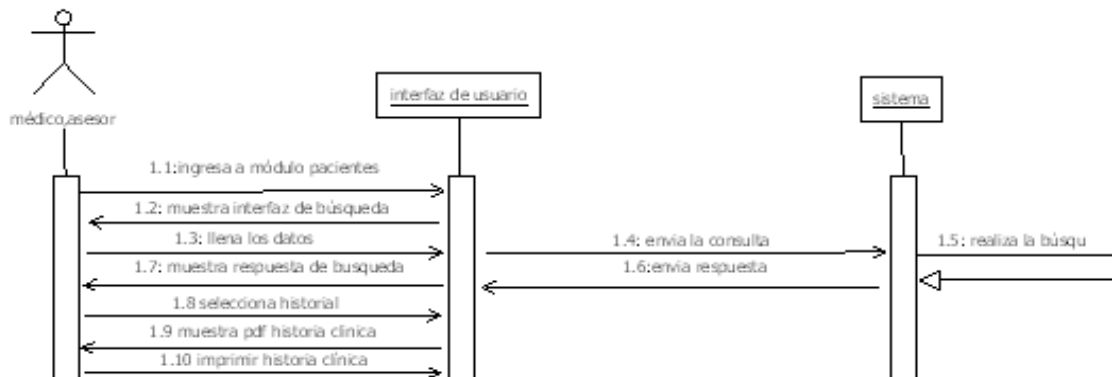 interfaz de usuario
sistema
médico,asesor
1.1:ingresa a módulo pacientes
1.2: muestra interfaz de búsqueda
1.3: llena los datos
1.4: envia la consulta
1.5: realiza la búsqu
1.7: muestra respuesta de busqueda
1.6:envia respuesta
1.8 selecciona historial
1.9 muestra pdf historia clinica
1.10 imprimir historia clínica